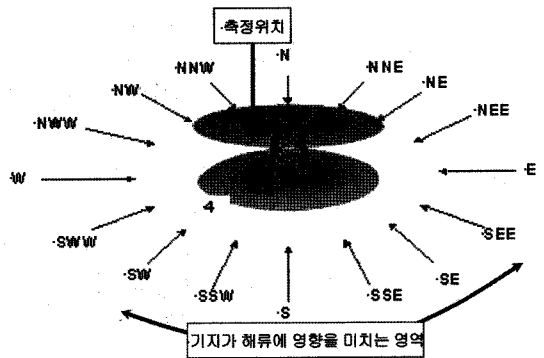 ·측정위치
·N
·NNW
·NNE
·NW
·NE
·NWW
·NEE
·W
·E
4
·SWW
·SEE
·SW
·SE
·SSW
·SSE
·S
기지가 해류에 영향을 미치는 영역